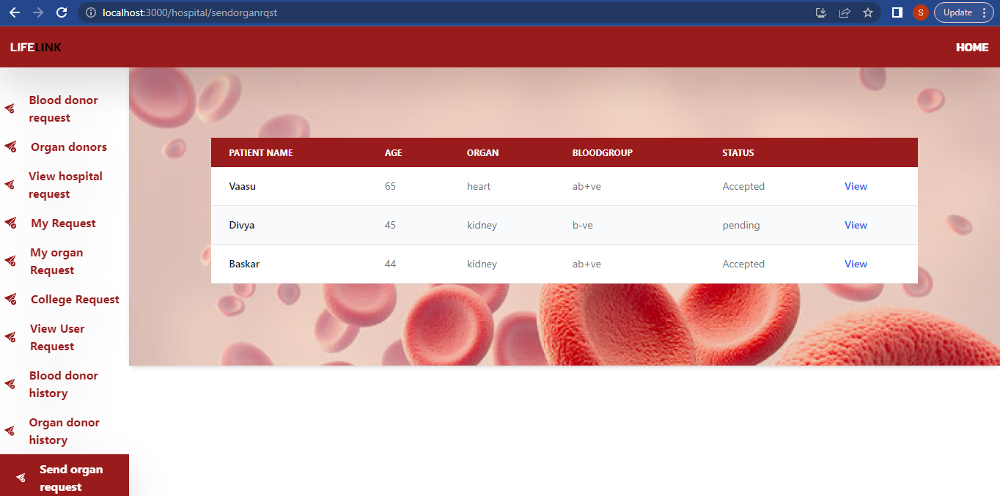 localhost:3000/hospital/sendorganrqst
S
Update
LIFELINK
HOME
Blood donor
request
Organ donors
View hospital
request
My Request
My organ
Request
College Request
View User
Request
Blood donor
history
Organ donor
history
Send organ
request
PATIENT NAME AGE ORGAN BLOODGROUP STATUS
Vaasu 65 heart ab+ve Accepted View
Divya 45 kidney b-ve pending View
Baskar 44 kidney ab+ve Accepted View